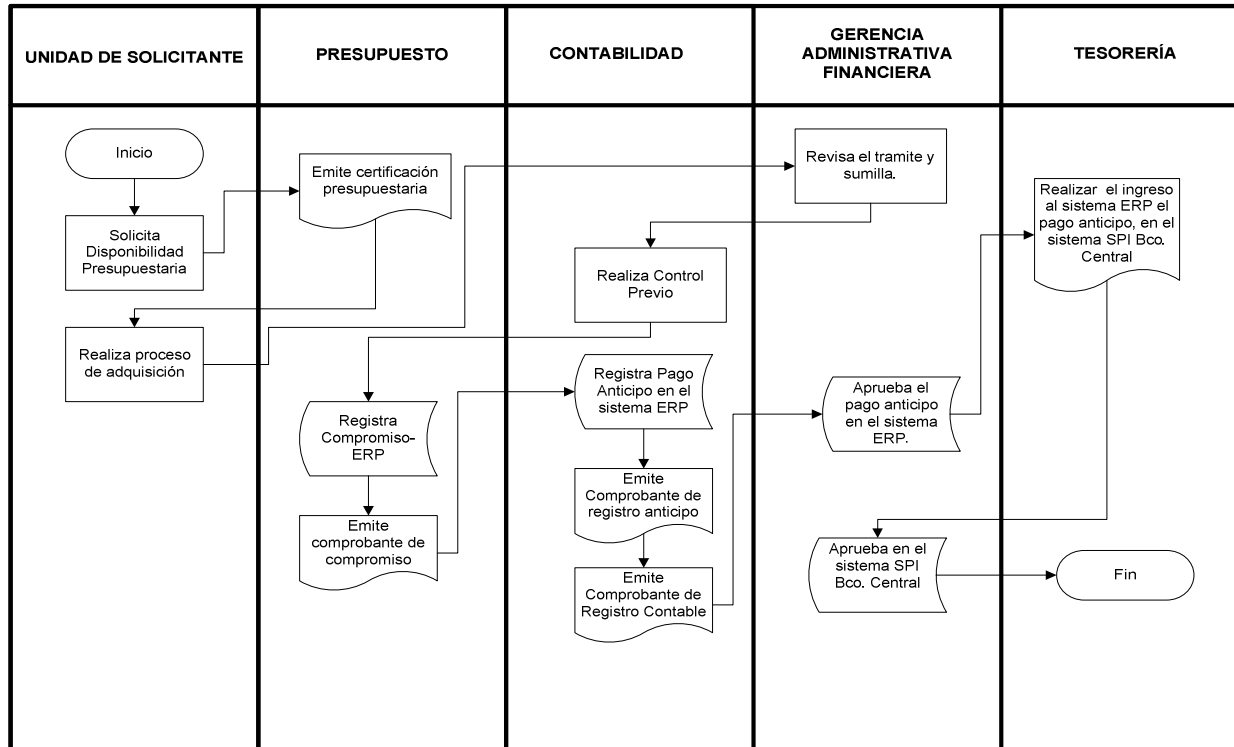 UNIDAD DE SOLICITANTE
PRESUPUESTO
CONTABILIDAD
GERENCIA
ADMINISTRATIVA
FINANCIERA
TESORERÍA
Inicio
Solicita
Disponibilidad
Presupuestaria
Realiza proceso
de adquisición
Emite certificación
presupuestaria
Registra
Compromiso-
ERP
Emite
comprobante de
compromiso
Realiza Control
Previo
Registra Pago
Anticipo en el
sistema ERP
Emite
Comprobante de
registro anticipo
Emite
Comprobante de
Registro Contable
Revisa el tramite y
sumilla.
Aprueba el
pago anticipo
en el sistema
ERP.
Aprueba en el
sistema SPI
Bco. Central
Realizar el ingreso
al sistema ERP el
pago anticipo, en el
sistema SPI Bco.
Central
Fin